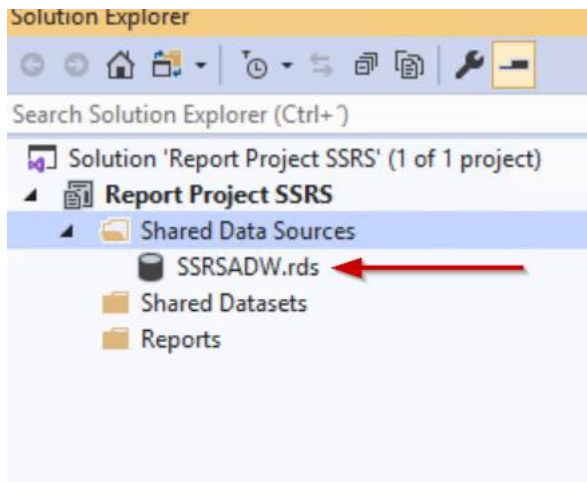 Solution Explorer
Search Solution Explorer (Ctrl+´)
Solution 'Report Project SSRS' (1 of 1 project)
Report Project SSRS
Shared Data Sources
SSRSADW.rds
Shared Datasets
Reports